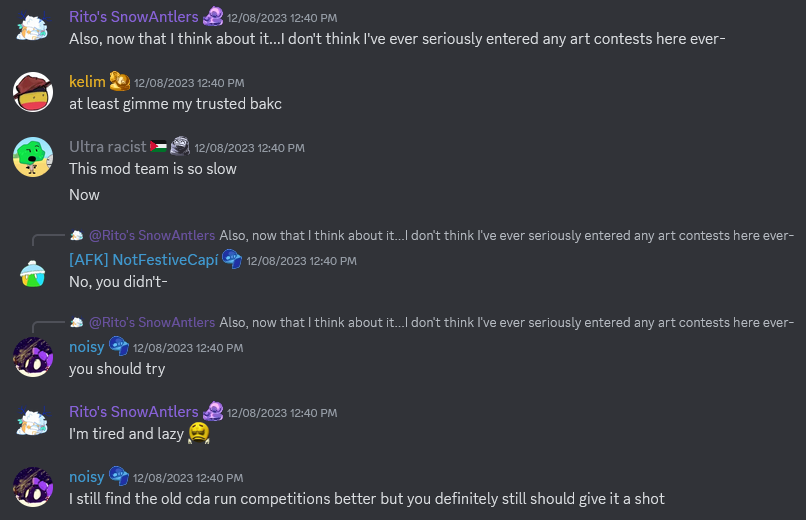 Rito's SnowAntlers 12/08/2023 12:40 PM
Also, now that I think about it...I don't think I've ever seriously entered any art contests here ever-
kelim 12/08/2023 12:40 PM
at least gimme my trusted bakc
Ultra racist 12/08/2023 12:40 PM
This mod team is so slow
Now
@Rito's SnowAntlers Also, now that I think about it...I don't think I've ever seriously entered any art contests here ever-
[AFK] NotFestiveCapí 12/08/2023 12:40 PM
No, you didn't-
@Rito's SnowAntlers Also, now that I think about it...I don't think I've ever seriously entered any art contests here ever-
noisy 12/08/2023 12:40 PM
you should try
Rito's SnowAntlers 12/08/2023 12:40 PM
I'm tired and lazy
noisy 12/08/2023 12:40 PM
I still find the old cda run competitions better but you definitely still should give it a shot